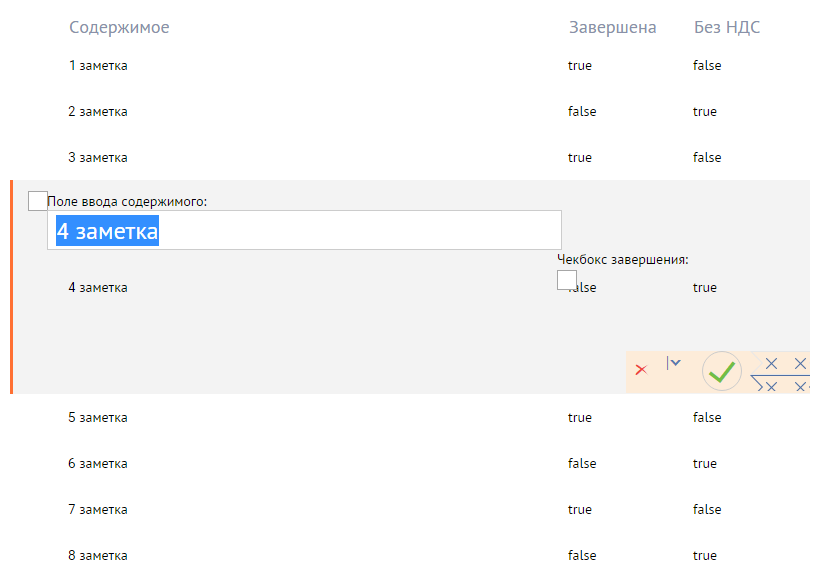 Содержимое Завершена Без НДС
1 заметка true false
2 заметка false true
3 заметка true false
Поле ввода содержимого:
4 заметка
Чекбокс завершения:
4 заметка alse true
5 заметка true false
6 заметка false true
7 заметка true false
8 заметка false true